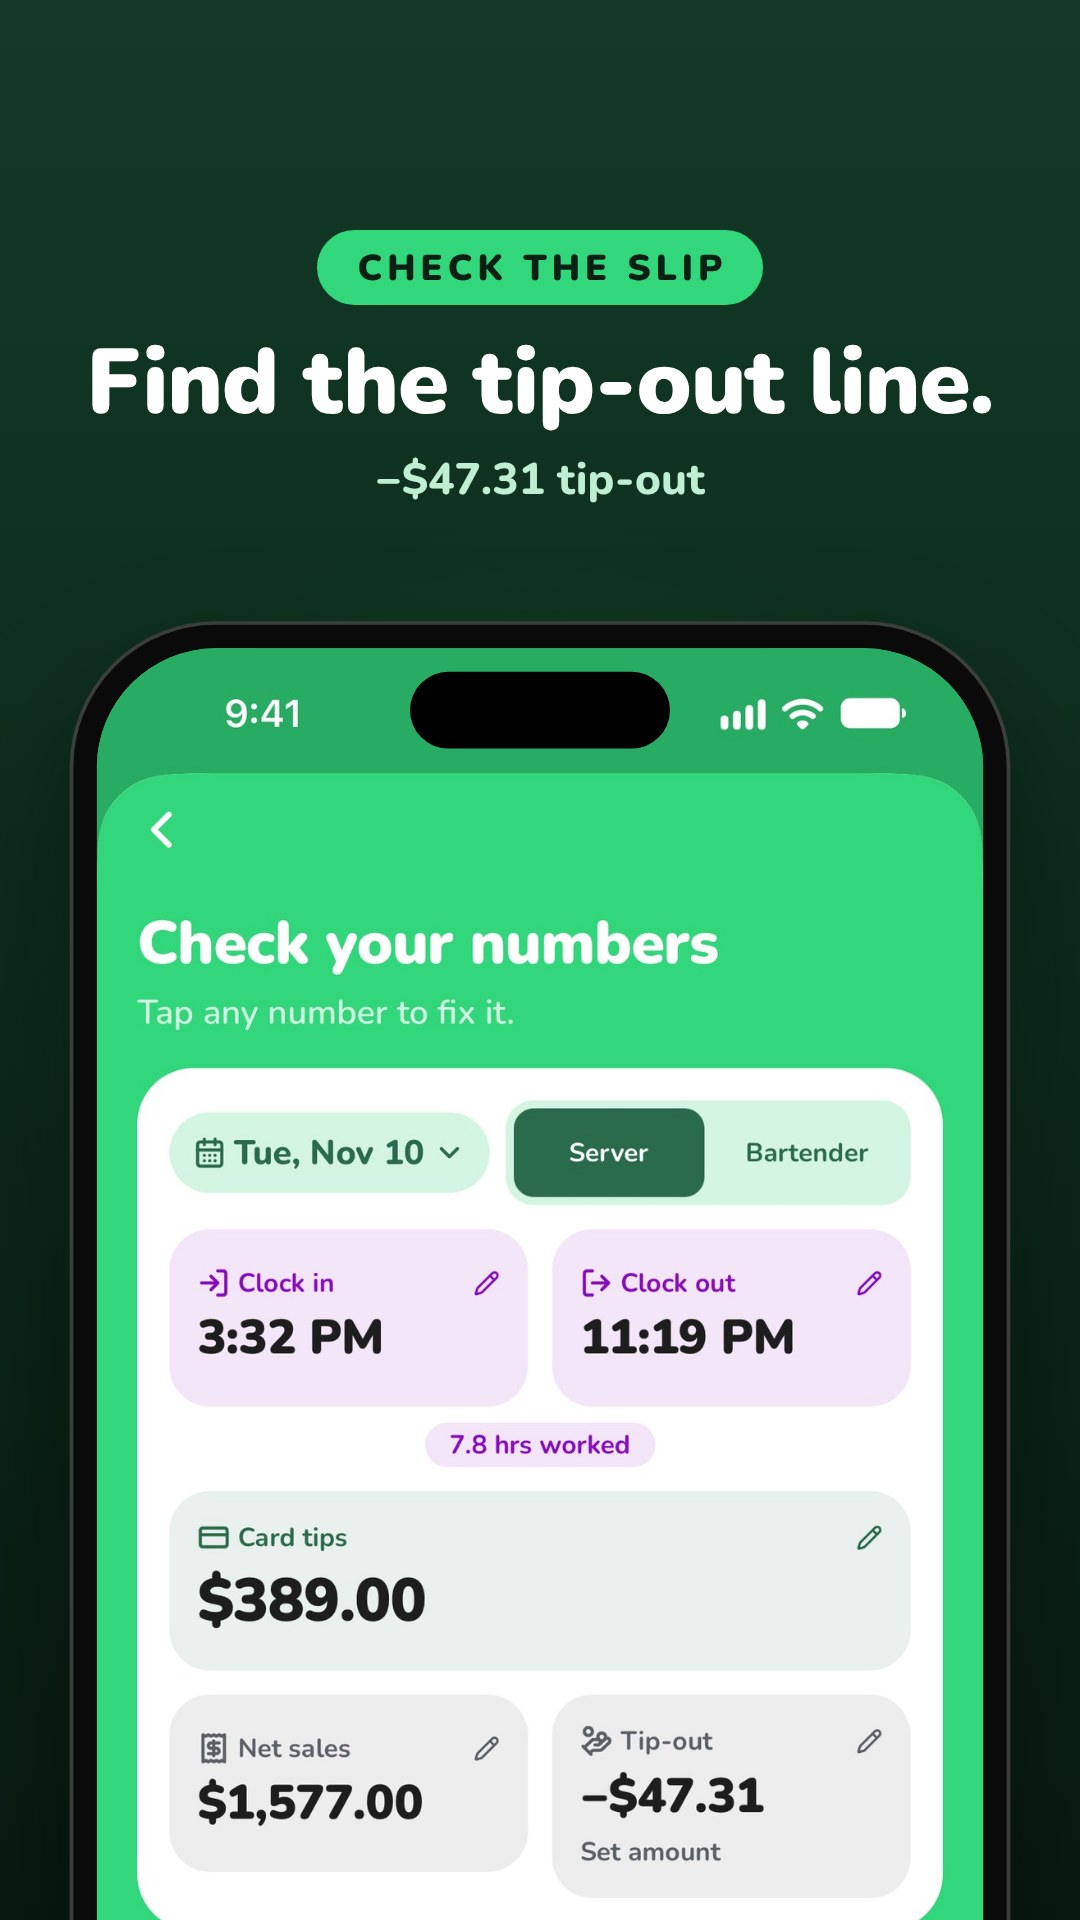 CHECK THE SLIP
Find the tip-out line.
–$47.31 tip-out
9:41
Check your numbers
Tap any number to fix it.
Tue, Nov 10
Server
Bartender
Clock in
3:32 PM
Clock out
11:19 PM
7.8 hrs worked
Card tips
$389.00
Net sales
$1,577.00
Tip-out
–$47.31
Set amount